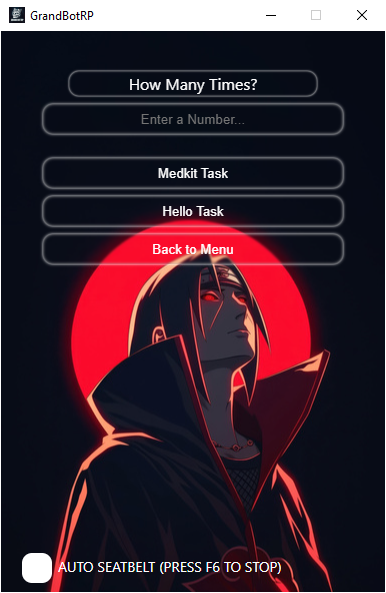 GrandBotRP
How Many Times?
Enter a Number...
Medkit Task
Hello Task
Back to Menu
AUTO SEATBELT (PRESS F6 TO STOP)